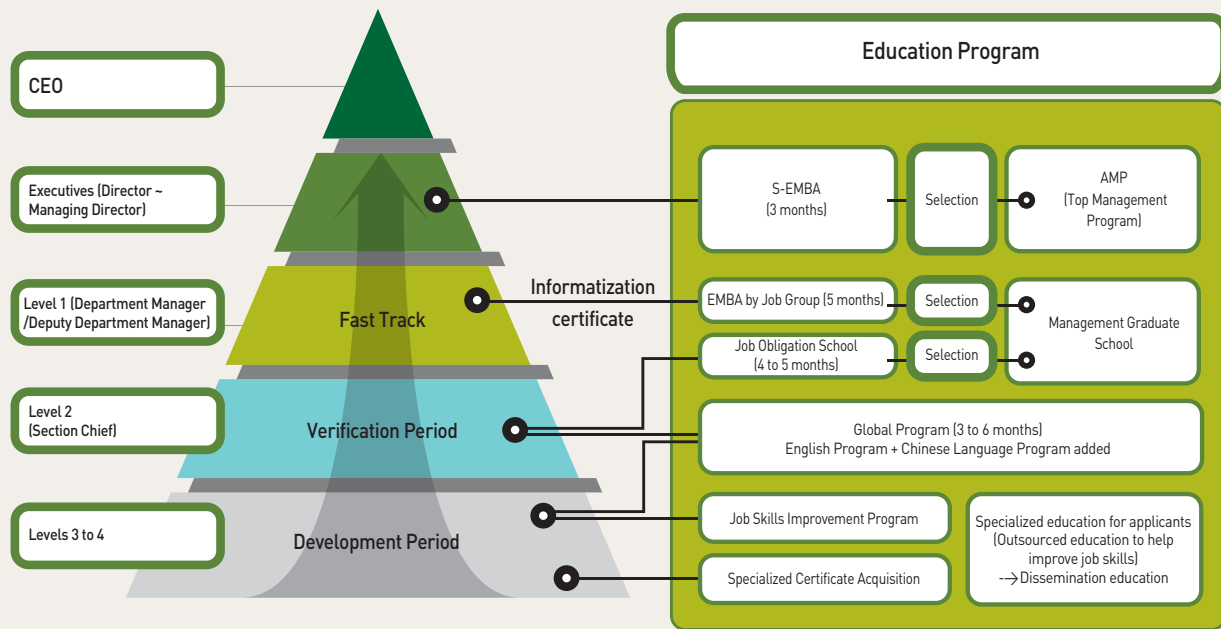 CEO
Executives (Director ~
Managing Director)
Level 1 (Department Manager
/Deputy Department Manager)
Level 2
(Section Chief)
Levels 3 to 4
Fast Track
Verification Period
Development Period
Informatization
certificate
Education Program
S-EMBA
(3 months)
Selection
AMP
(Top Management
Program)
EMBA by Job Group (5 months)
Selection
Job Obligation School
(4 to 5 months)
Selection
Management Graduate
School
Global Program (3 to 6 months)
English Program + Chinese Language Program added
Job Skills Improvement Program
Specialized Certificate Acquisition
Specialized education for applicants
(Outsourced education to help
improve job skills)
--> Dissemination education